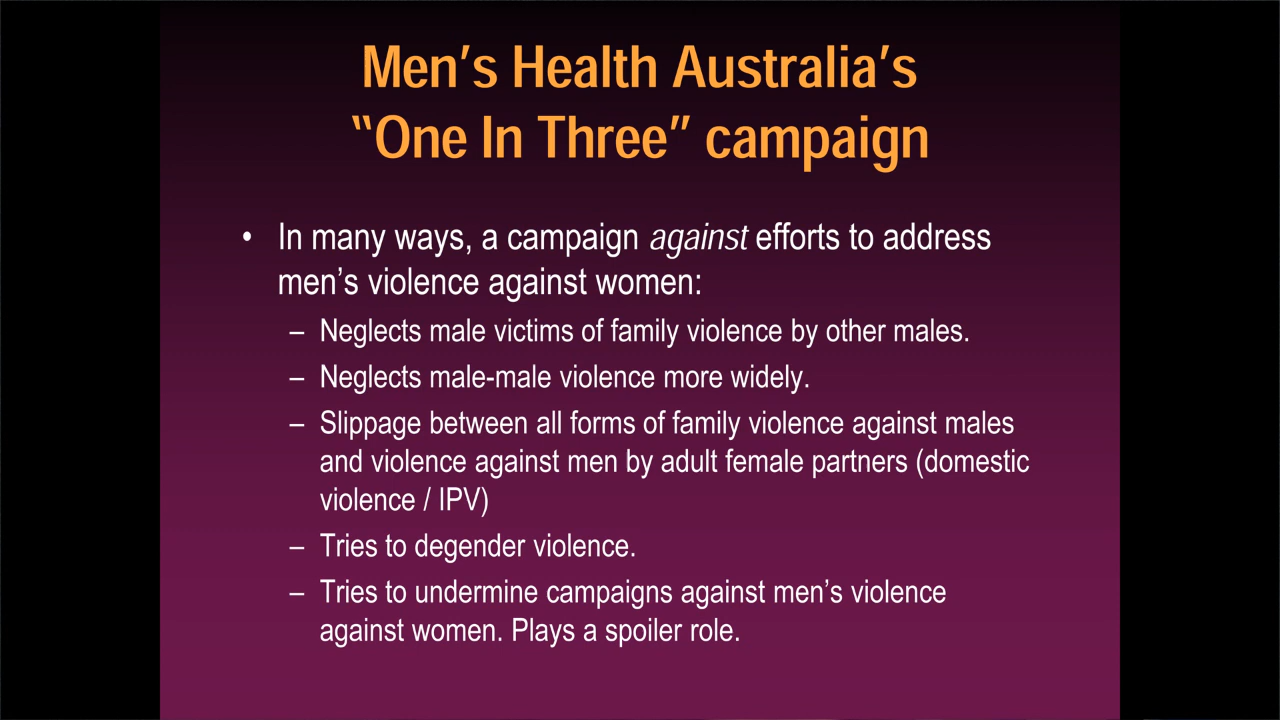 Men’s Health Australia’s
“One In Three” campaign
• In many ways, a campaign against efforts to address
men’s violence against women:
– Neglects male victims of family violence by other males.
– Neglects male-male violence more widely.
– Slippage between all forms of family violence against males
and violence against men by adult female partners (domestic
violence / IPV)
– Tries to degender violence.
– Tries to undermine campaigns against men’s violence
against women. Plays a spoiler role.